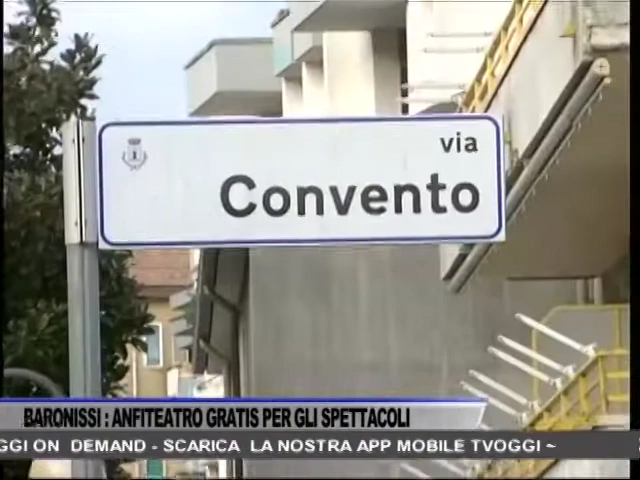 via
Convento
BARONISSI : ANFITEATRO GRATIS PER GLI SPETTACOLI
GGI ON DEMAND - SCARICA LA NOSTRA APP MOBILE TVOGGI ~